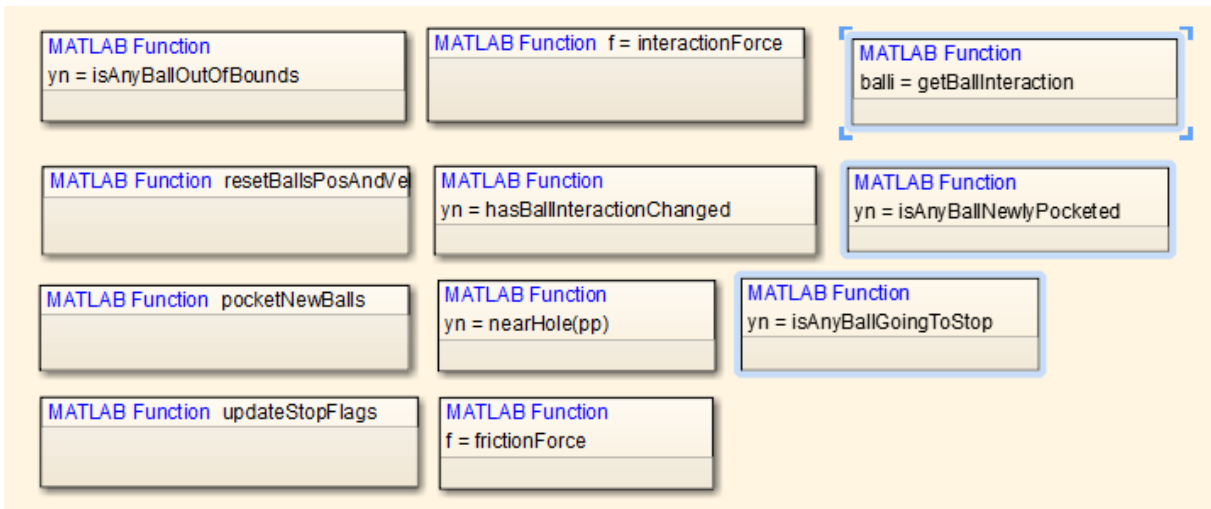 MATLAB Function
yn = isAnyBallOutOfBounds
MATLAB Function f = interactionForce
MATLAB Function
balli = getBallInteraction
MATLAB Function resetBallsPosAndVe
MATLAB Function
yn = hasBallInteractionChanged
MATLAB Function
yn = isAnyBallNewlyPocketed
MATLAB Function pocketNewBalls
MATLAB Function
yn = nearHole(pp)
MATLAB Function
yn = isAnyBallGoingToStop
MATLAB Function updateStopFlags
MATLAB Function
f = frictionForce